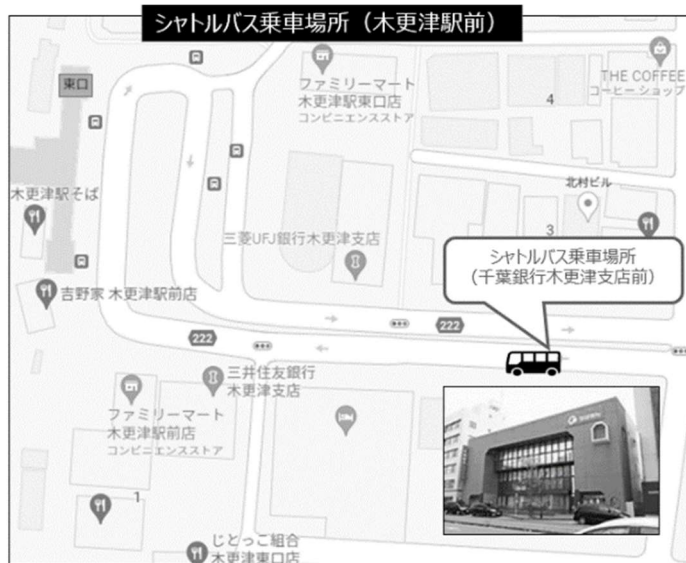 シャトルバス乗車場所（木更津駅前）
東口
ファミリーマート
木更津駅東口店
コンビニエンスストア
THE COFFEE
コーヒー ショップ
4
北村ビル
3
木更津駅そば
三菱UFJ銀行木更津支店
シャトルバス乗車場所
(千葉銀行木更津支店前)
吉野家 木更津駅前店
222
222
三井住友銀行
木更津支店
ファミリーマート
木更津駅前店
コンビニエンスストア
1
じとっこ組合
木更津東口店